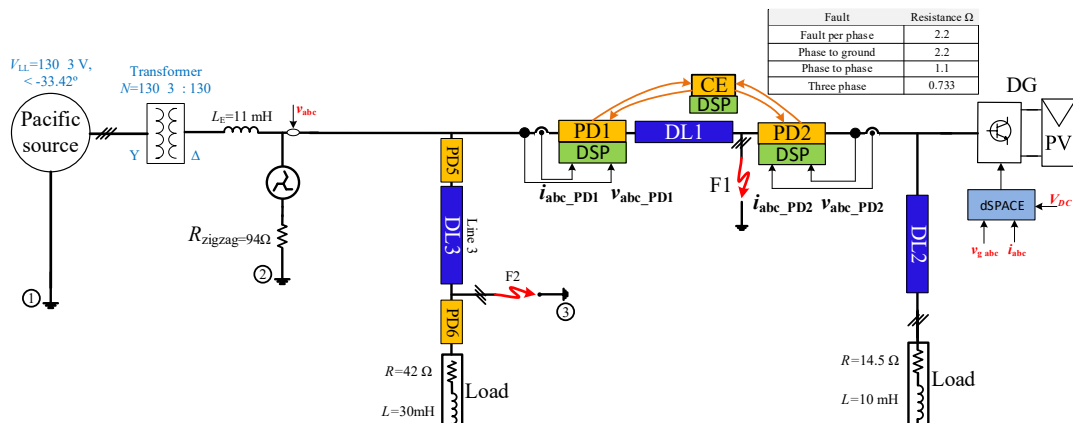 Fault Resistance Ω
Fault per phase 2.2
Phase to ground 2.2
Phase to phase 1.1
Three phase 0.733
V_LL=130 3 V,
< -33.42º
Transformer
N=130 3 : 130
Pacific
source
Y Δ
L_E=11 mH
v_abc
R_zigzag=94Ω
①
②
PD5
DL3
Line 3
PD6
F2
③
R=42 Ω
L=30mH
Load
PD1
DSP
i_abc_PD1 v_abc_PD1
CE
DSP
DL1
F1
PD2
DSP
i_abc_PD2 v_abc_PD2
DL2
R=14.5 Ω
L=10 mH
Load
DG
PV
dSPACE
V_DC
v_g abc i_abc